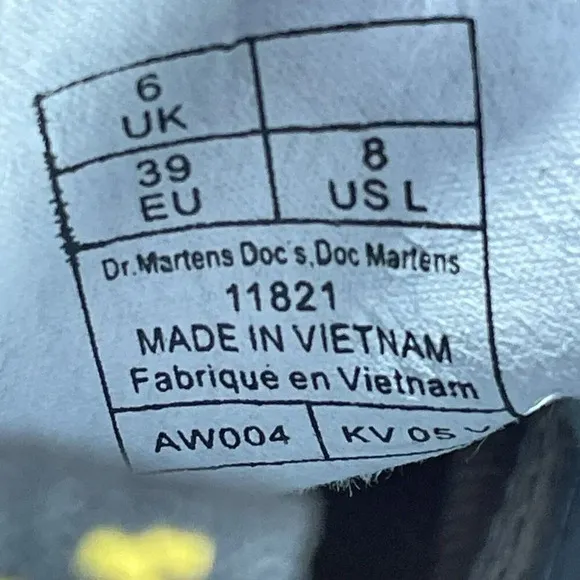 6
UK
39
EU
8
US L
Dr.Martens Doc's,Doc Martens
11821
MADE IN VIETNAM
Fabriqué en Vietnam
AW004
KV 05